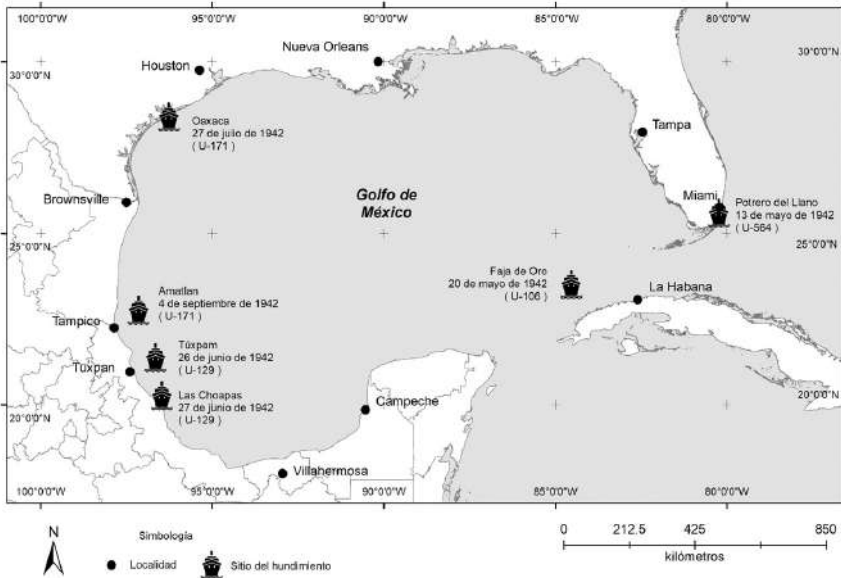 100°0'0"W
95°0'0"W
90°0'0"W
85°0'0"W
80°0'0"W
Nueva Orleans
30°0'0"N
30°0'0"N
Houston
Oaxaca
27 de julio de 1942
( U-171 )
Tampa
Golfo de
México
Brownsville
Miami
Potrero del Llano
13 de mayo de 1942
( U-564 )
25°0'0"N
25°0'0"N
Faja de Oro
20 de mayo de 1942
( U-106 )
La Habana
Amatlan
4 de septiembre de 1942
( U-171 )
Tampico
Túxpam
26 de junio de 1942
( U-129 )
Túxpan
Las Choapas
27 de junio de 1942
( U-129 )
20°0'0"N
20°0'0"N
Campeche
Villahermosa
100°0'0"W
95°0'0"W
90°0'0"W
85°0'0"W
80°0'0"W
N
Simbología
Localidad
Sitio del hundimiento
0 212.5 425 850
kilómetros